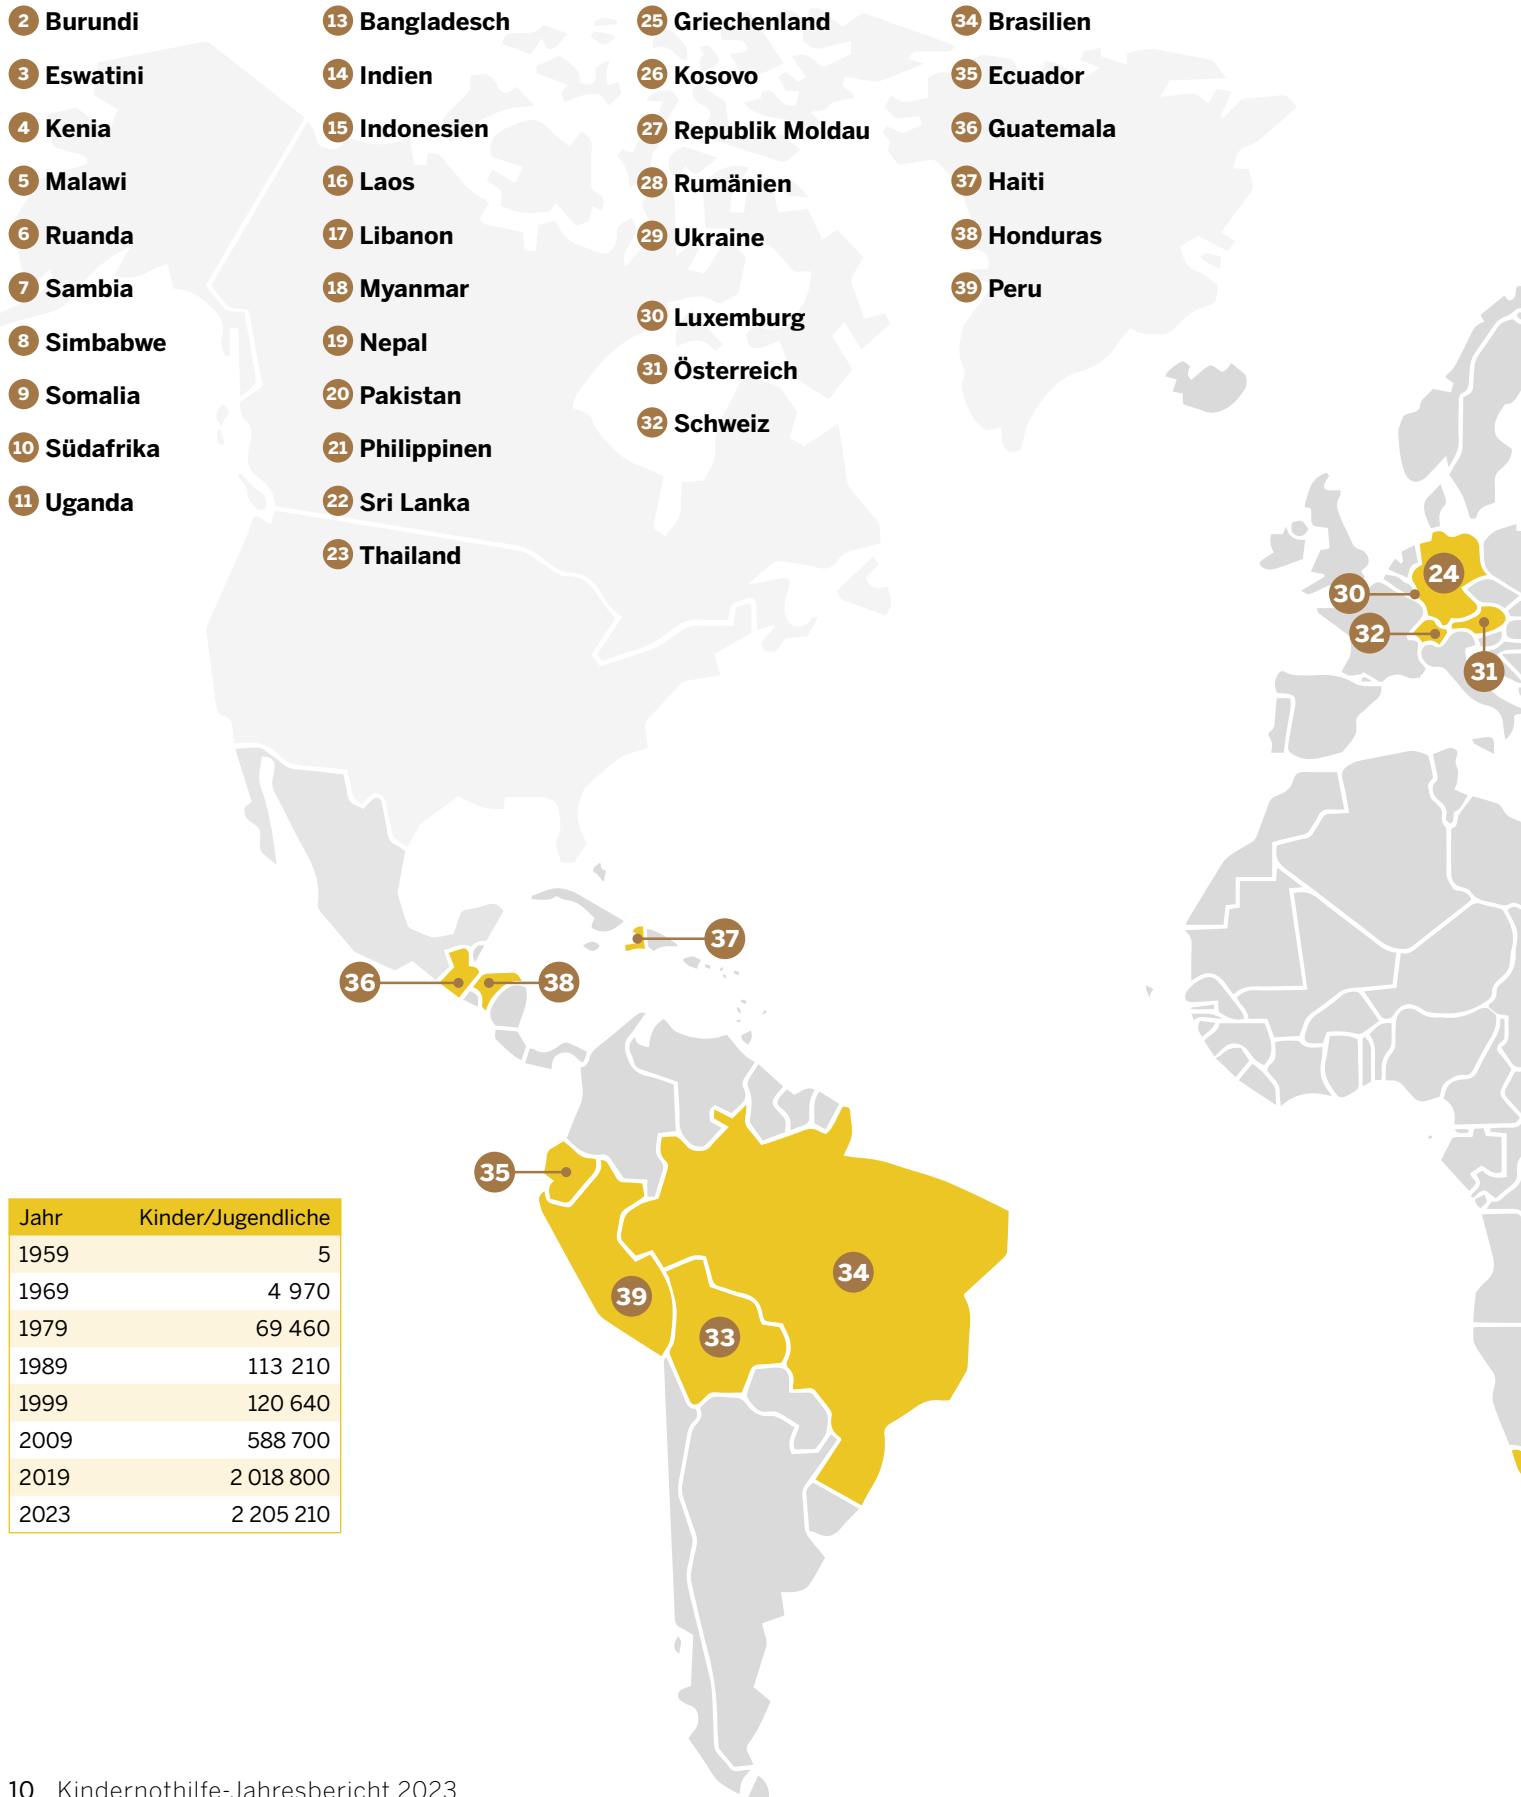 2 Burundi
3 Eswatini
4 Kenia
5 Malawi
6 Ruanda
7 Sambia
8 Simbabwe
9 Somalia
10 Südafrika
11 Uganda
13 Bangladesch
14 Indien
15 Indonesien
16 Laos
17 Libanon
18 Myanmar
19 Nepal
20 Pakistan
21 Philippinen
22 Sri Lanka
23 Thailand
25 Griechenland
26 Kosovo
27 Republik Moldau
28 Rumänien
29 Ukraine
30 Luxemburg
31 Österreich
32 Schweiz
34 Brasilien
35 Ecuador
36 Guatemala
37 Haiti
38 Honduras
39 Peru
24
30
32
31
37
36
38
35
34
39
33
Jahr Kinder/Jugendliche
1959 5
1969 4 970
1979 69 460
1989 113 210
1999 120 640
2009 588 700
2019 2 018 800
2023 2 205 210
10 Kindernothilfe-Jahresbericht 2023